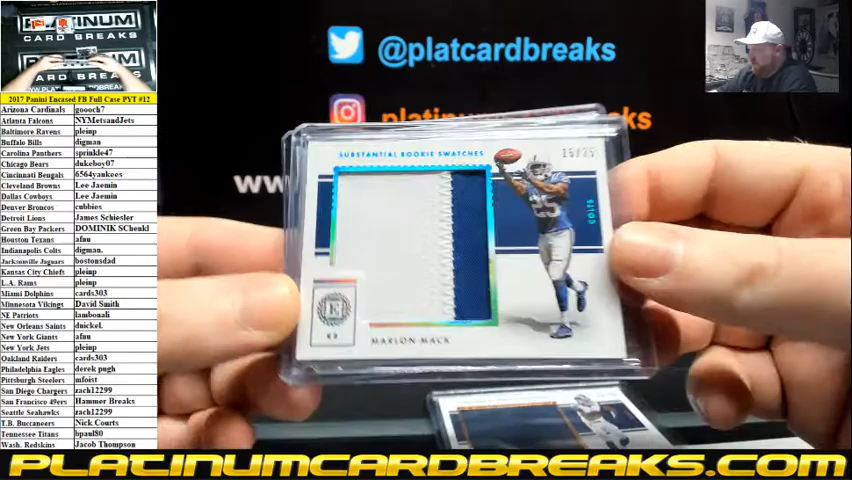 PLATINUM
CARD BREAKS
@platcardbreaks
2017 Panini Encased FB Full Case PYT #12
Arizona Cardinals goooch7
Atlanta Falcons NYMetsandJets
Baltimore Ravens pleinp
Buffalo Bills digman
Carolina Panthers sprinkle47
Chicago Bears dukeboy07
Cincinnati Bengals 6564yankees
Cleveland Browns Lee Jaemin
Dallas Cowboys Lee Jaemin
Denver Broncos cubbies
Detroit Lions James Schiesler
Green Bay Packers DOMINIK SChenkl
Houston Texans afnu
Indianapolis Colts digman.
Jacksonville Jaguars bostonsdad
Kansas City Chiefs pleinp
L.A. Rams pleinp
Miami Dolphins cards303
Minnesota Vikings David Smith
NE Patriots lambonali
New Orleans Saints dnickel.
New York Giants afnu
New York Jets pleinp
Oakland Raiders cards303
Philadelphia Eagles derek pugh
Pittsburgh Steelers mfoist
San Diego Chargers zach12299
San Francisco 49ers Hammer Breaks
Seattle Seahawks zach12299
T.B. Buccaneers Nick Courts
Tennessee Titans bpaul80
Wash. Redskins Jacob Thompson
SUBSTANTIAL ROOKIE SWATCHES
COLTS
25
E
RB
MARLON MACK
PLATINUMCARDBREAKS.COM